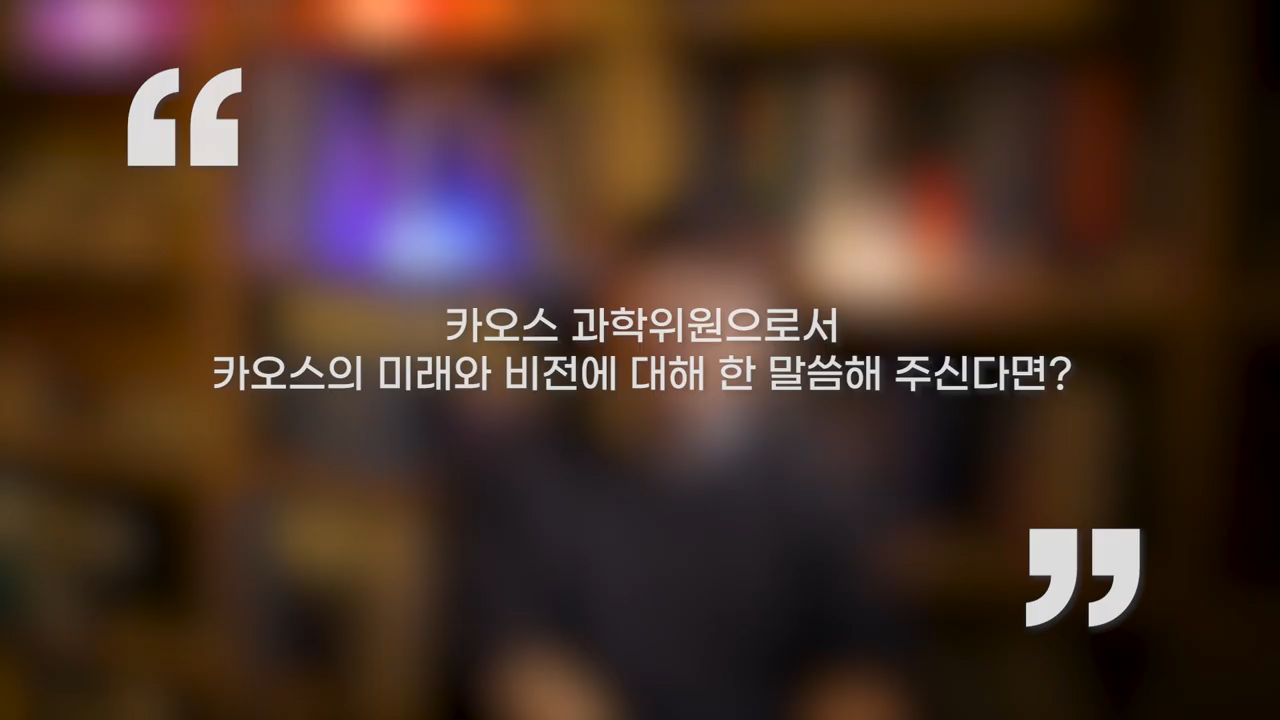 “
카오스 과학위원으로서
카오스의 미래와 비전에 대해 한 말씀해 주신다면?
”